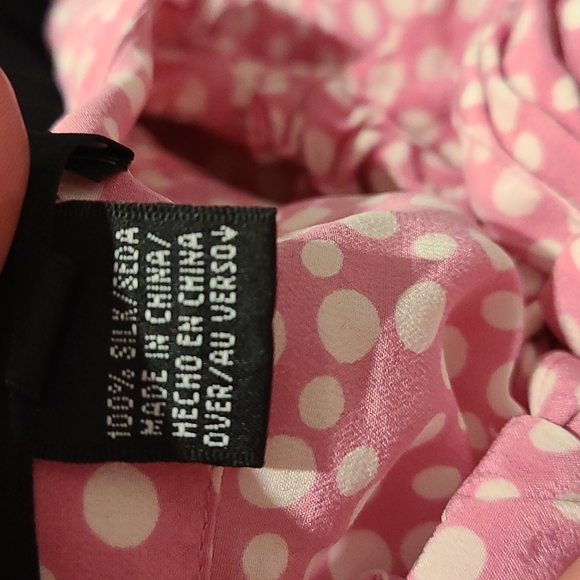 100% SILK/SEDA
MADE IN CHINA/
HECHO EN CHINA
OVER/AU VERSO↓